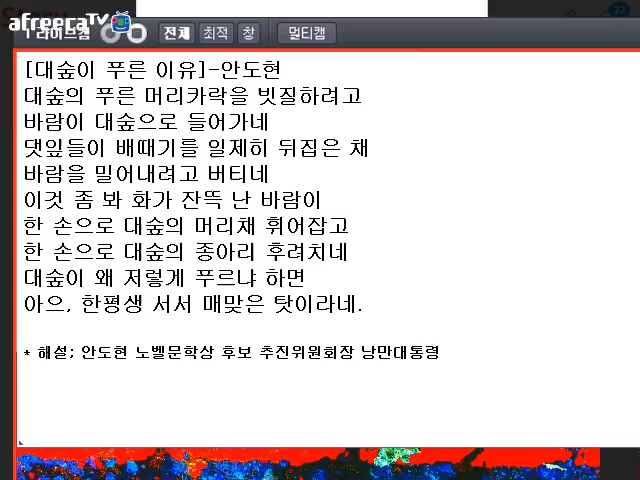 afreecaTV
라이브캠 전체 최적 창 멀티캠
[대숲이 푸른 이유]-안도현
대숲의 푸른 머리카락을 빗질하려고
바람이 대숲으로 들어가네
댓잎들이 배때기를 일제히 뒤집은 채
바람을 밀어내려고 버티네
이것 좀 봐 화가 잔뜩 난 바람이
한 손으로 대숲의 머리채 휘어잡고
한 손으로 대숲의 종아리 후려치네
대숲이 왜 저렇게 푸르냐 하면
아으, 한평생 서서 매맞은 탓이라네.
* 해설; 안도현 노벨문학상 후보 추진위원회장 낭만대통령